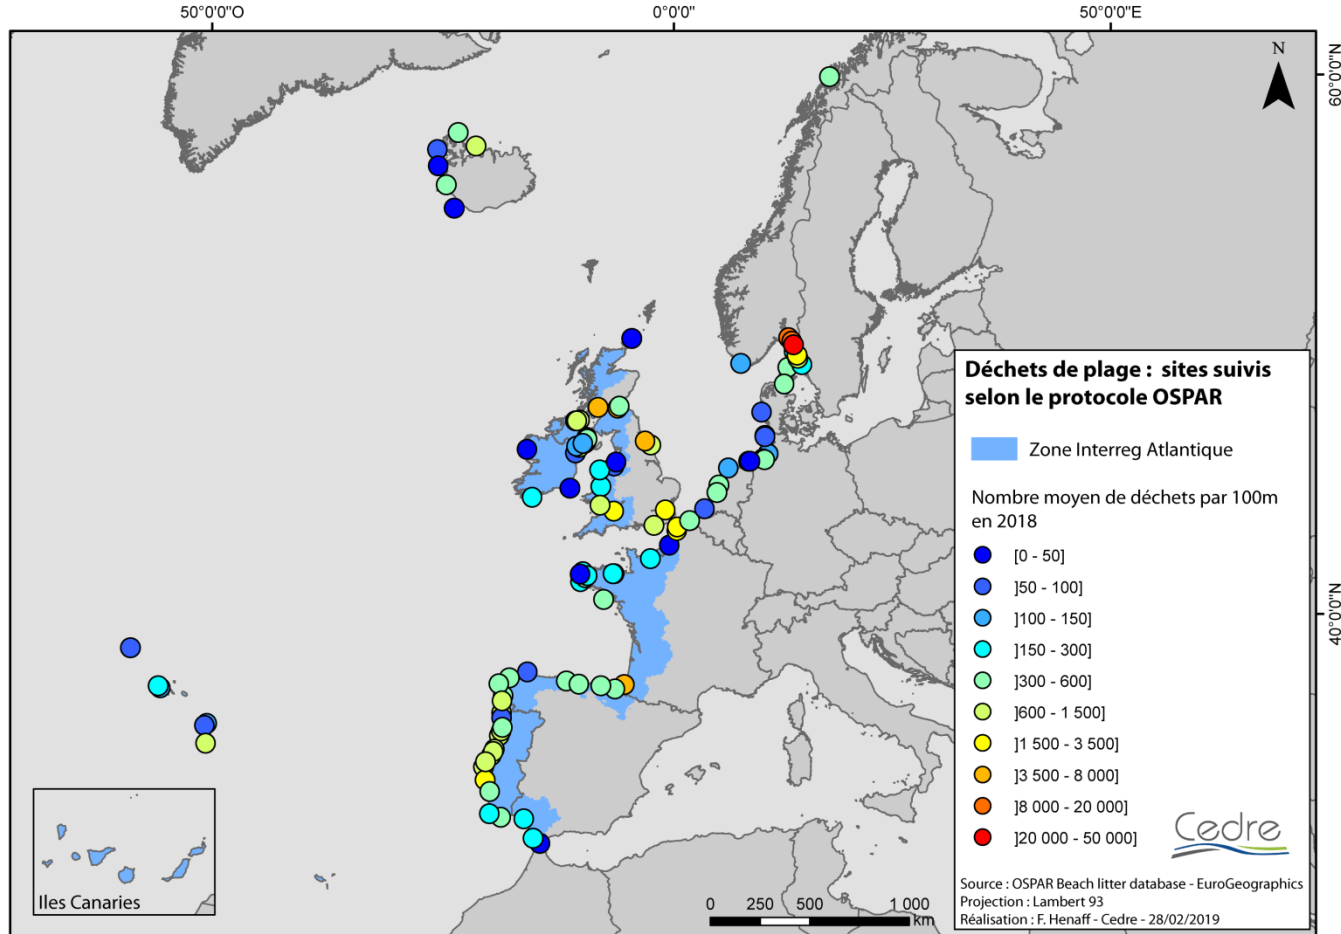 50°0'0"O
0°0'0"
50°0'0"E
N
60°0'0"N
40°0'0"N
Déchets de plage : sites suivis
selon le protocole OSPAR
Zone Interreg Atlantique
Nombre moyen de déchets par 100m
en 2018
[0 - 50]
]50 - 100]
]100 - 150]
]150 - 300]
]300 - 600]
]600 - 1 500]
]1 500 - 3 500]
]3 500 - 8 000]
]8 000 - 20 000]
]20 000 - 50 000]
Cedre
Source : OSPAR Beach litter database - EuroGeographics
Projection : Lambert 93
Réalisation : F. Henaff - Cedre - 28/02/2019
Iles Canaries
0 250 500 1 000
km